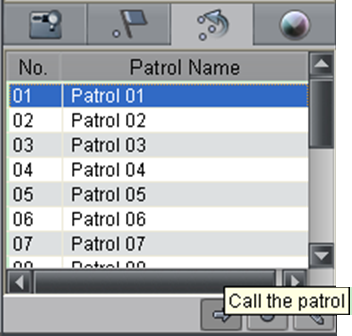 No. Patrol Name
01 Patrol 01
02 Patrol 02
03 Patrol 03
04 Patrol 04
05 Patrol 05
06 Patrol 06
07 Patrol 07
Call the patrol